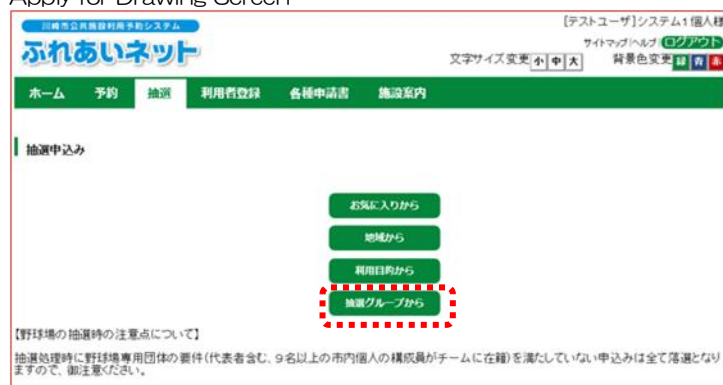 Apply for Drawing Screen
川崎市公共施設利用予約システム
[テストユーザ]システム1個人様
ふれあいネット
サイトマップ|ヘルプ ログアウト
文字サイズ変更 小 中 大 背景色変更 緑 青 赤
ホーム 予約 抽選 利用者登録 各種申請書 施設案内
抽選申込み
お気に入りから
地域から
利用目的から
抽選グループから
【野球場の抽選時の注意点について】
抽選処理時に野球場専用団体の要件(代表者含む、9名以上の市内個人の構成員がチームに在籍)を満たしていない申込みは全て落選となり
ますので、御注意ください。